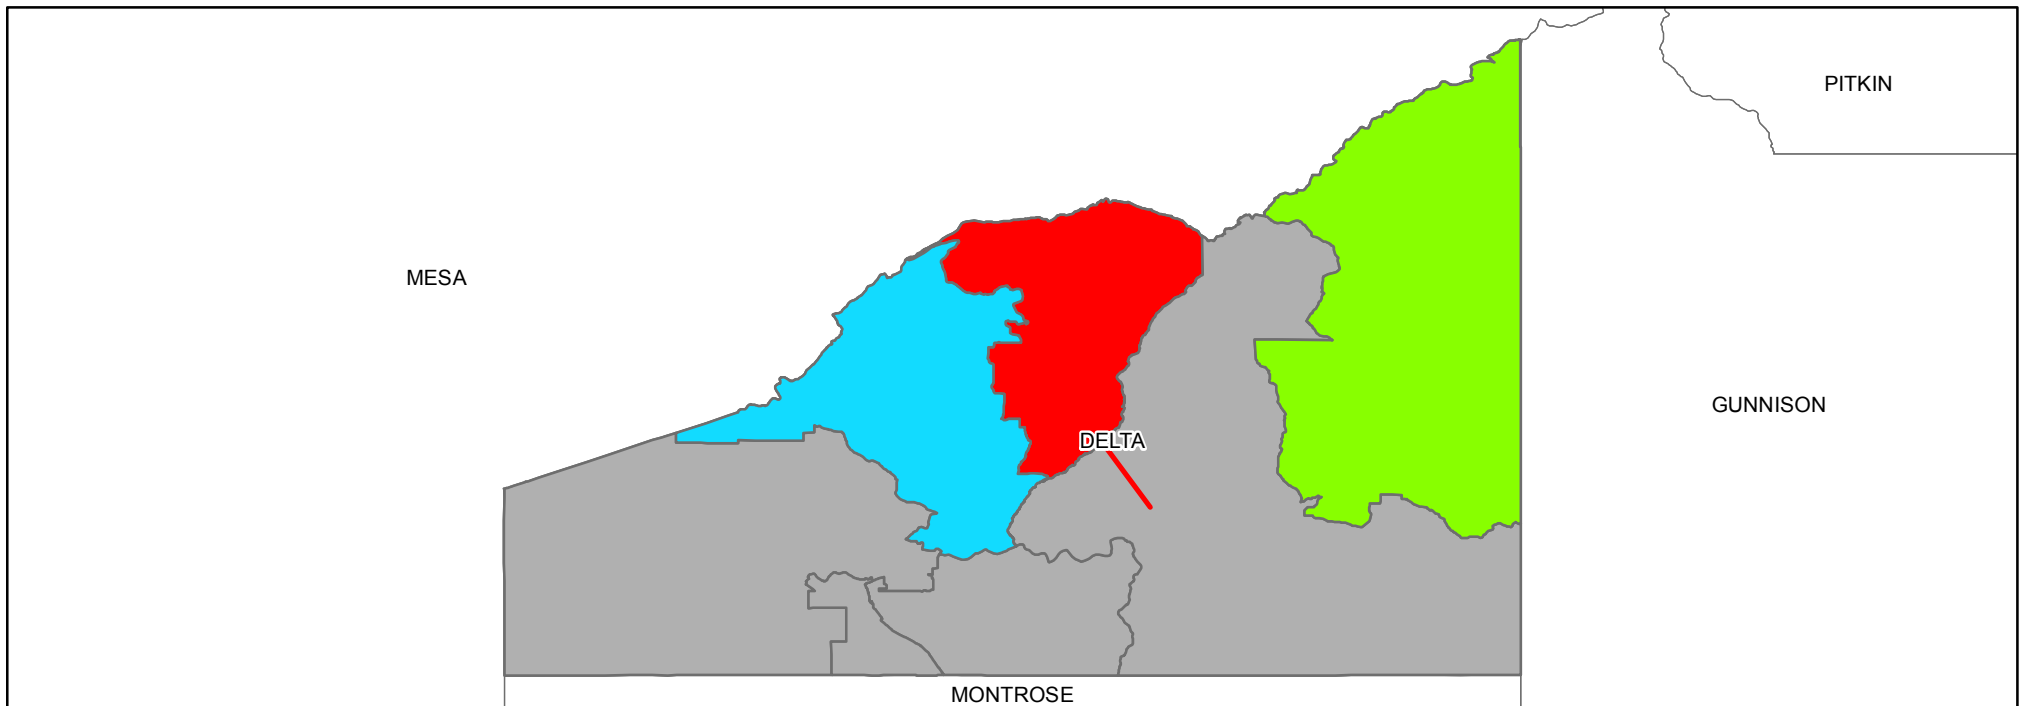 PITKIN
MESA
GUNNISON
DELTA
MONTROSE